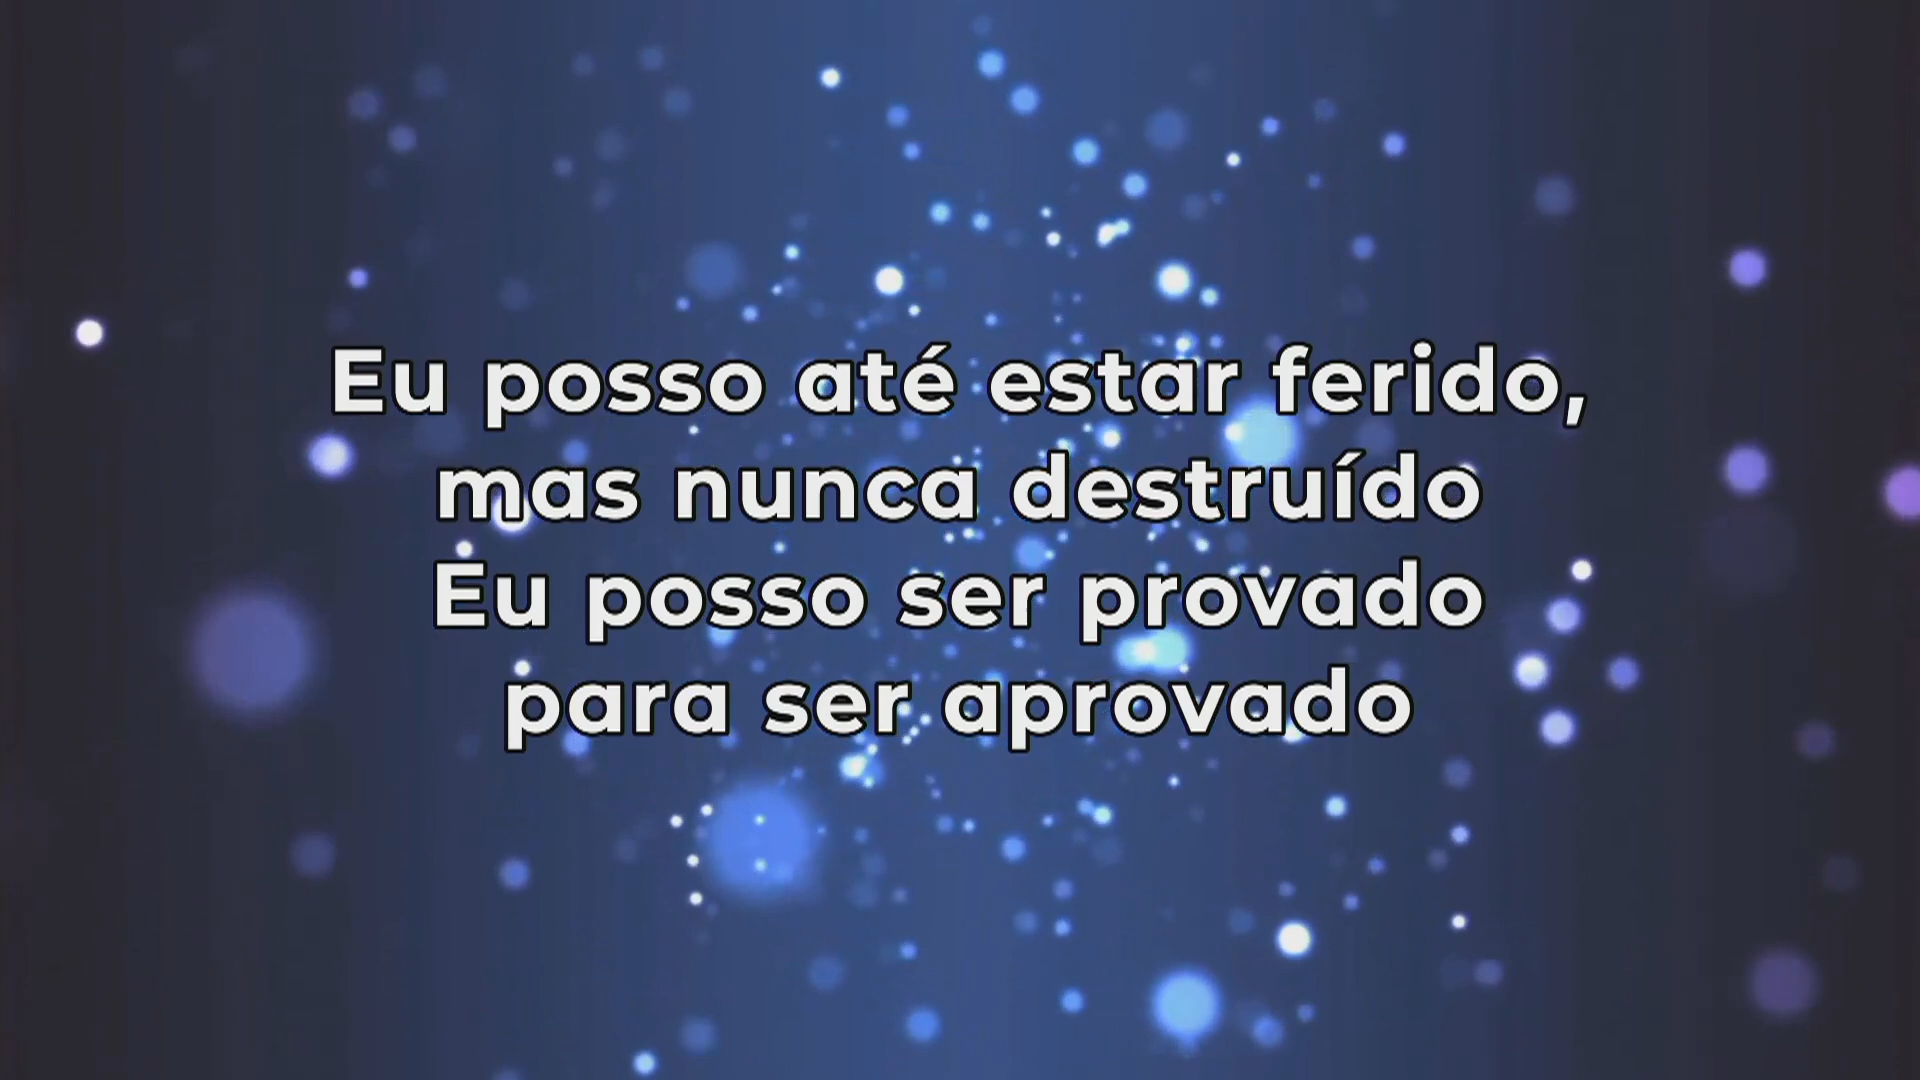 Eu posso até estar ferido,
mas nunca destruído
Eu posso ser provado
para ser aprovado